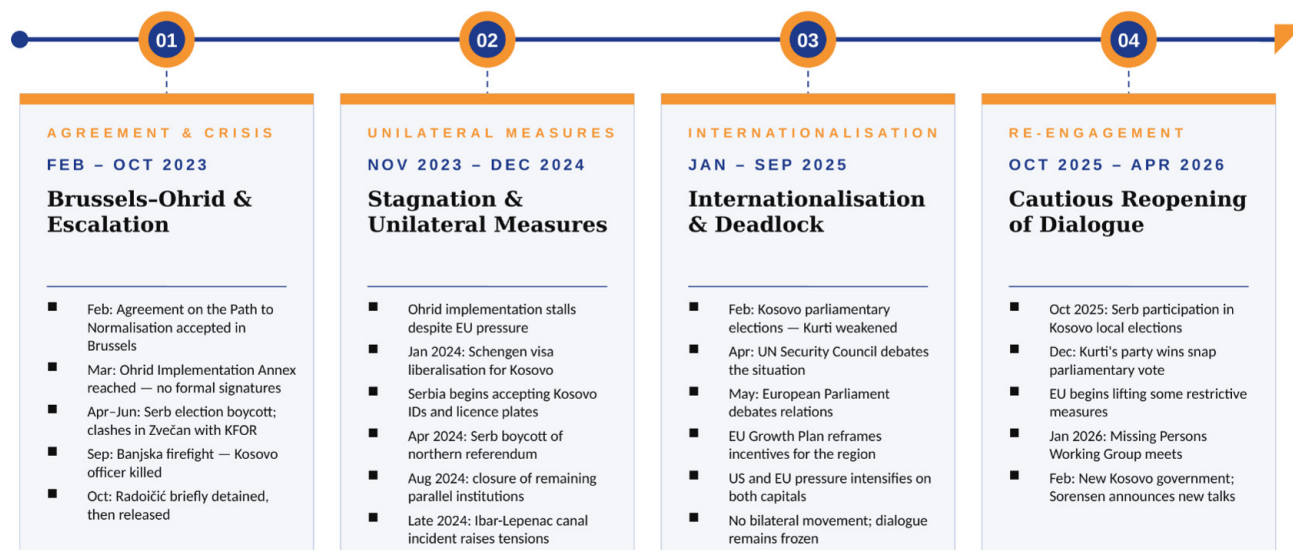 01
02
03
04
AGREEMENT & CRISIS
FEB – OCT 2023
Brussels–Ohrid &
Escalation
Feb: Agreement on the Path to
Normalisation accepted in
Brussels
Mar: Ohrid Implementation Annex
reached — no formal signatures
Apr–Jun: Serb election boycott;
clashes in Zvečan with KFOR
Sep: Banjska firefight — Kosovo
officer killed
Oct: Radoičić briefly detained,
then released
UNILATERAL MEASURES
NOV 2023 – DEC 2024
Stagnation &
Unilateral Measures
Ohrid implementation stalls
despite EU pressure
Jan 2024: Schengen visa
liberalisation for Kosovo
Serbia begins accepting Kosovo
IDs and licence plates
Apr 2024: Serb boycott of
northern referendum
Aug 2024: closure of remaining
parallel institutions
Late 2024: Ibar-Lepenac canal
incident raises tensions
INTERNATIONALISATION
JAN – SEP 2025
Internationalisation
& Deadlock
Feb: Kosovo parliamentary
elections — Kurti weakened
Apr: UN Security Council debates
the situation
May: European Parliament
debates relations
EU Growth Plan reframes
incentives for the region
US and EU pressure intensifies on
both capitals
No bilateral movement; dialogue
remains frozen
RE-ENGAGEMENT
OCT 2025 – APR 2026
Cautious Reopening
of Dialogue
Oct 2025: Serb participation in
Kosovo local elections
Dec: Kurti's party wins snap
parliamentary vote
EU begins lifting some restrictive
measures
Jan 2026: Missing Persons
Working Group meets
Feb: New Kosovo government;
Sorensen announces new talks